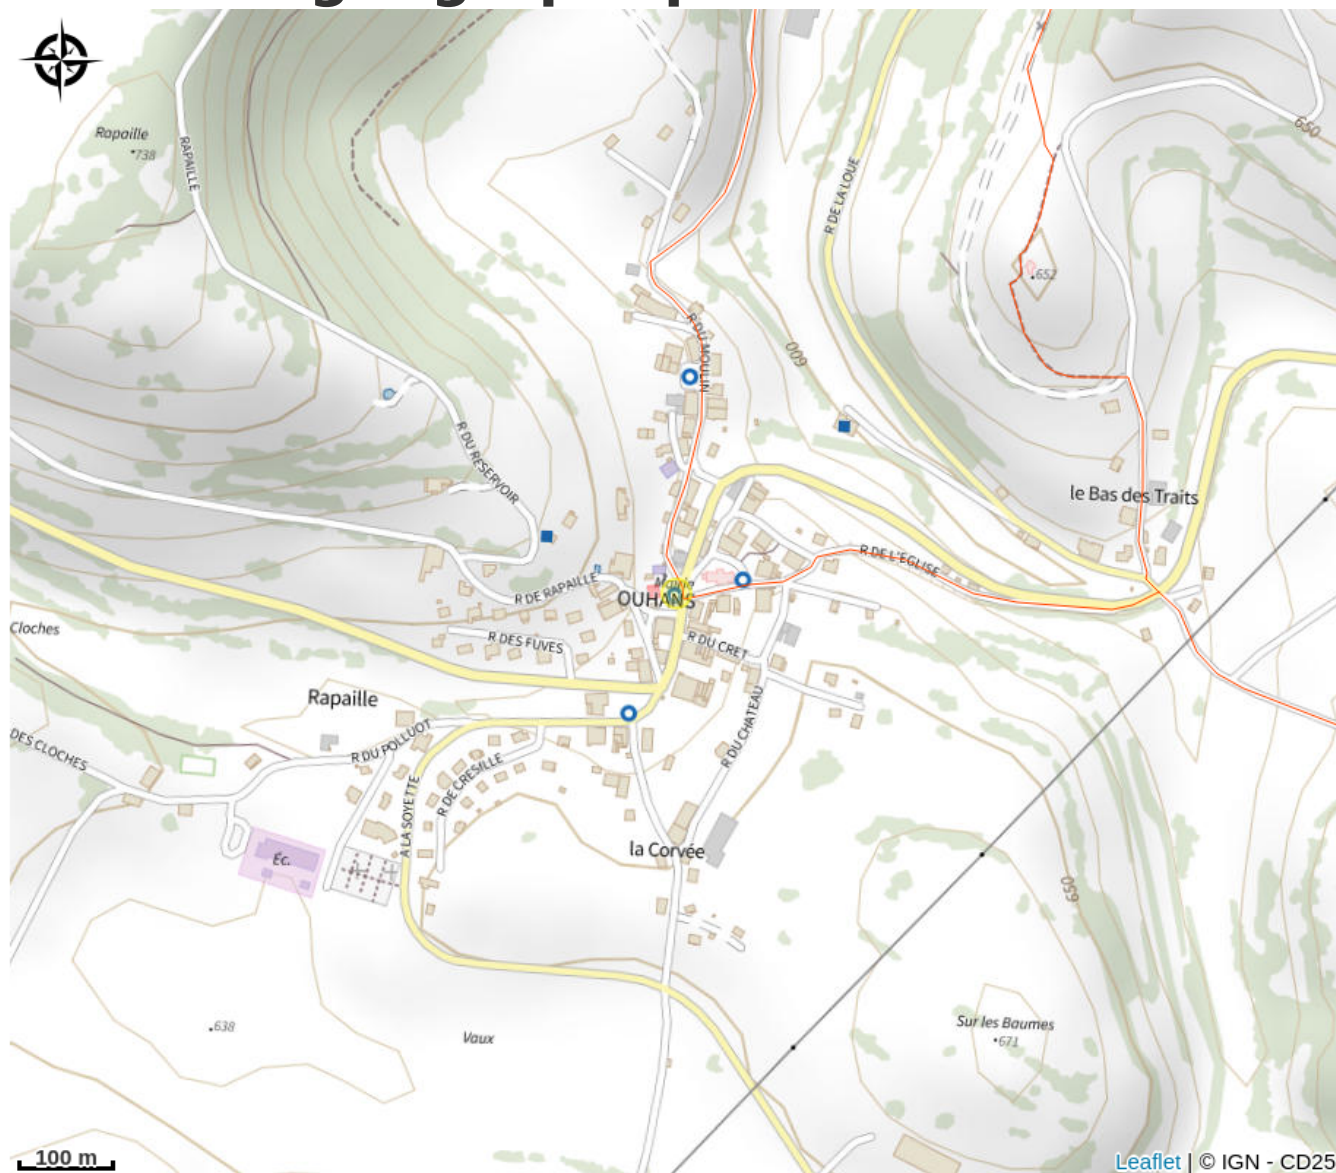 Rapaille
738
RAPAILLE
R DE LA LOUE
650
652
R DU MOULIN
600
R DU RESERVOIR
le Bas des Traits
R DE L'EGLISE
Mairie
OUHANS
R DE RAPAILLE
Cloches
R DES FUVES
R DU CRET
Rapaille
R DU CHATEAU
R DU POLLUOT
DES CLOCHES
R DE CRESILLE
A LA SOYETTE
la Corvée
Éc.
650
638
Vaux
Sur les Baumes
671
100 m
Leaflet | © IGN - CD25